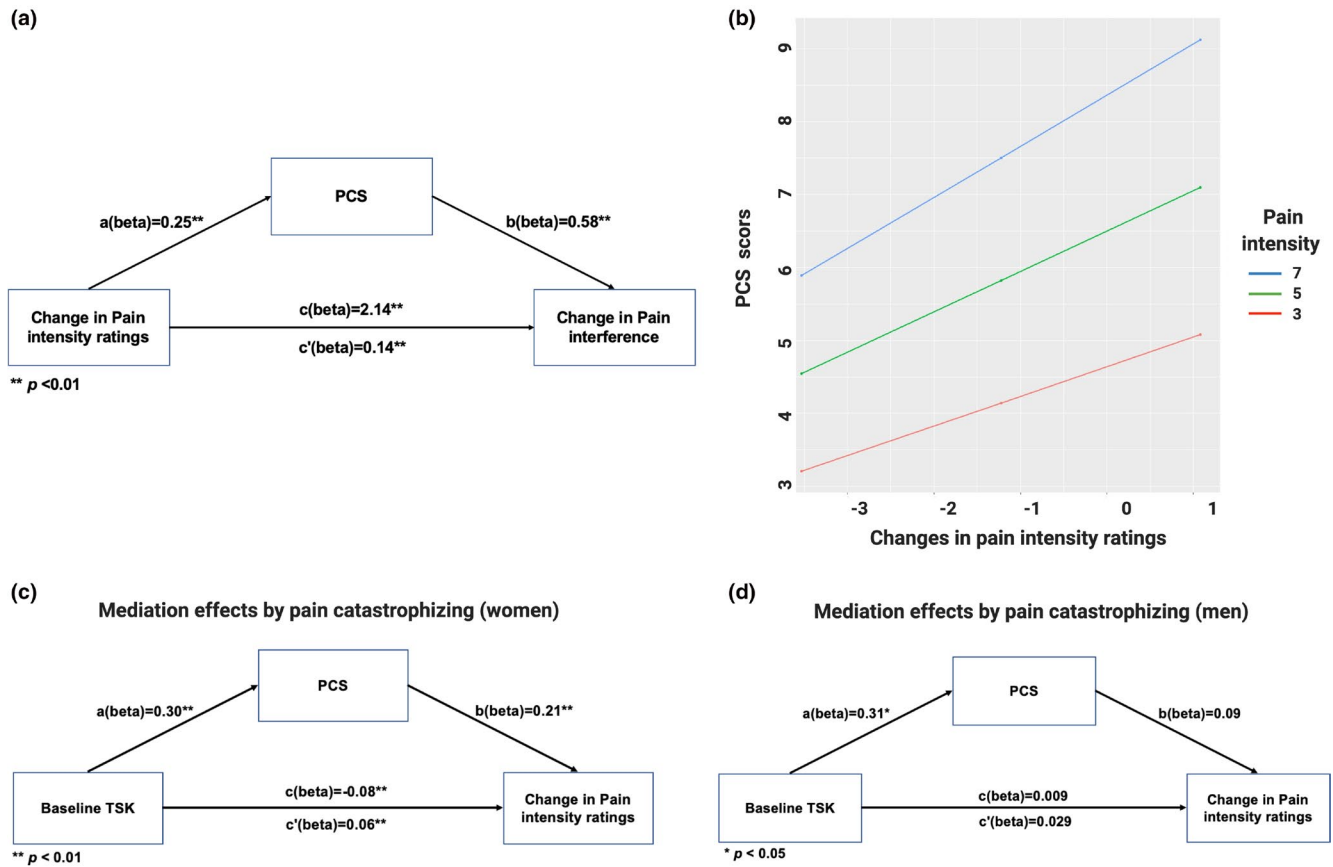 (a)
PCS
a(beta)=0.25**
b(beta)=0.58**
Change in Pain
intensity ratings
c(beta)=2.14**
c'(beta)=0.14**
Change in Pain
interference
** p <0.01
(b)
PCS scores
9
8
7
6
5
4
3
-3 -2 -1 0 1
Changes in pain intensity ratings
Pain
intensity
7
5
3
(c)
Mediation effects by pain catastrophizing (women)
PCS
a(beta)=0.30**
b(beta)=0.21**
Baseline TSK
c(beta)=-0.08**
c'(beta)=0.06**
Change in Pain
intensity ratings
** p < 0.01
(d)
Mediation effects by pain catastrophizing (men)
PCS
a(beta)=0.31*
b(beta)=0.09
Baseline TSK
c(beta)=0.009
c'(beta)=0.029
Change in Pain
intensity ratings
* p < 0.05